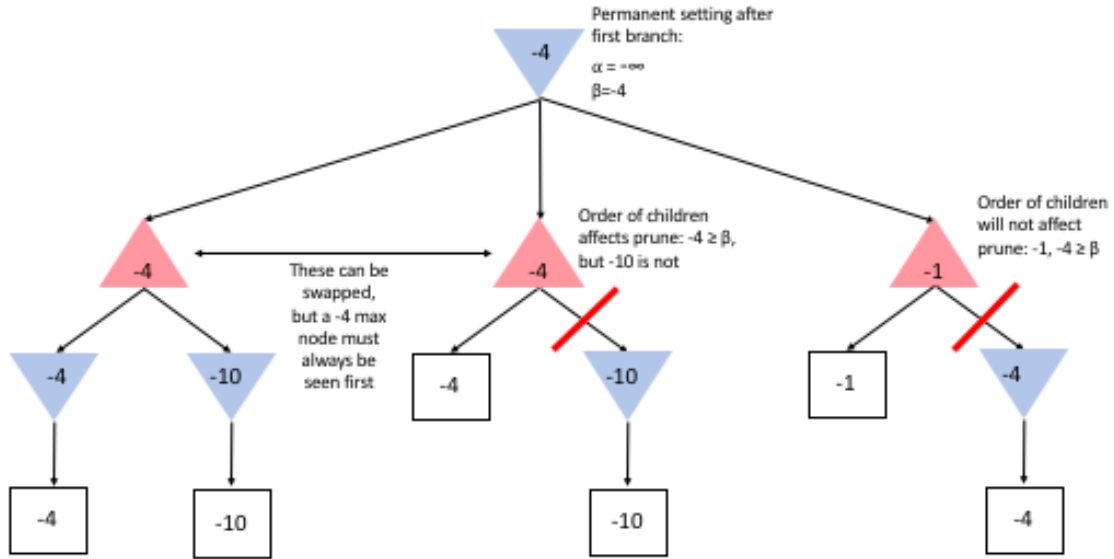 Permanent setting after
first branch:
-4
α = -∞
β=-4
Order of children
affects prune: -4 ≥ β,
but -10 is not
Order of children
will not affect
prune: -1, -4 ≥ β
-4
These can be
swapped,
but a -4 max
node must
always be
seen first
-4
-1
-4
-10
-4
-10
-1
-4
-4
-10
-10
-4